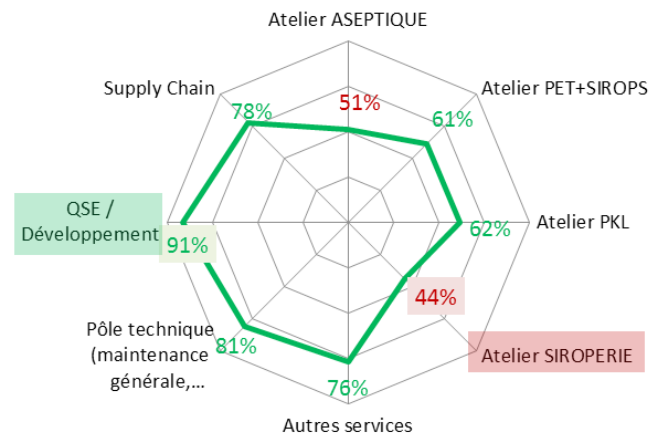 Atelier ASEPTIQUE
Supply Chain
Atelier PET+SIROPS
78%
51%
61%
QSE /
Développement
91%
62%
Atelier PKL
44%
Pôle technique
(maintenance
générale,...
81%
Atelier SIROPERIE
76%
Autres services